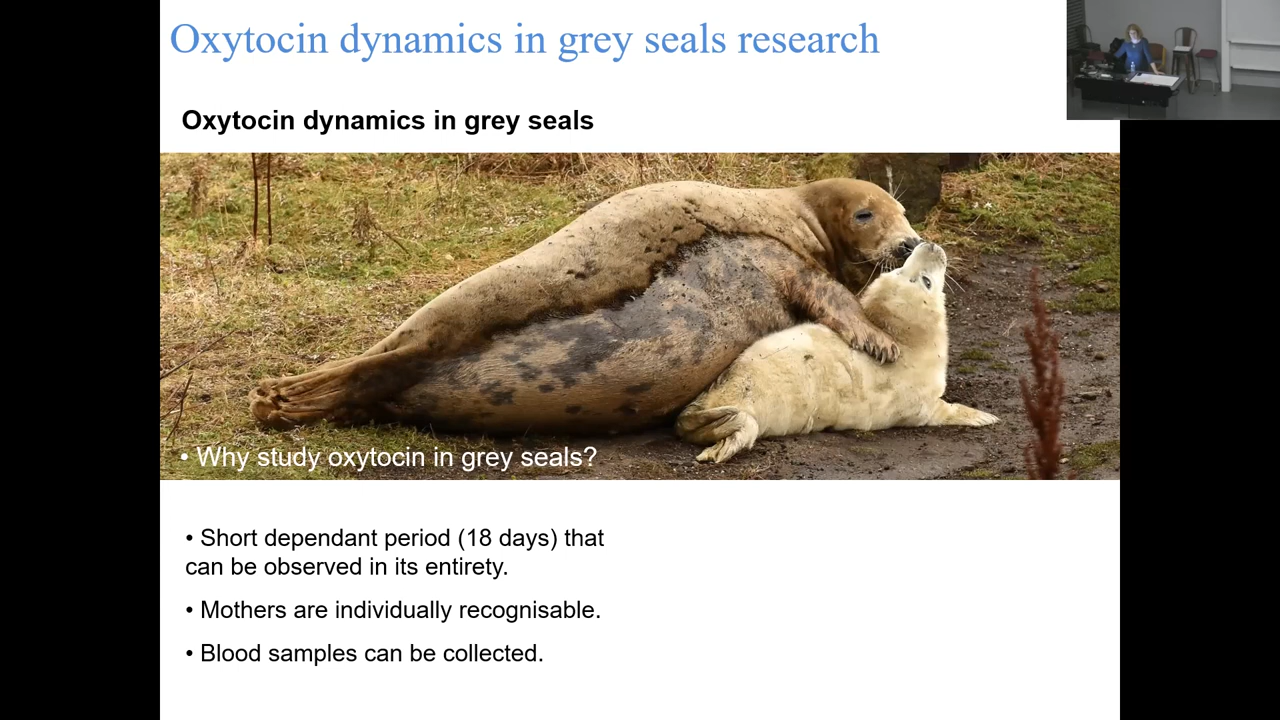 Oxytocin dynamics in grey seals research
Oxytocin dynamics in grey seals
• Why study oxytocin in grey seals?
• Short dependant period (18 days) that
can be observed in its entirety.
• Mothers are individually recognisable.
• Blood samples can be collected.